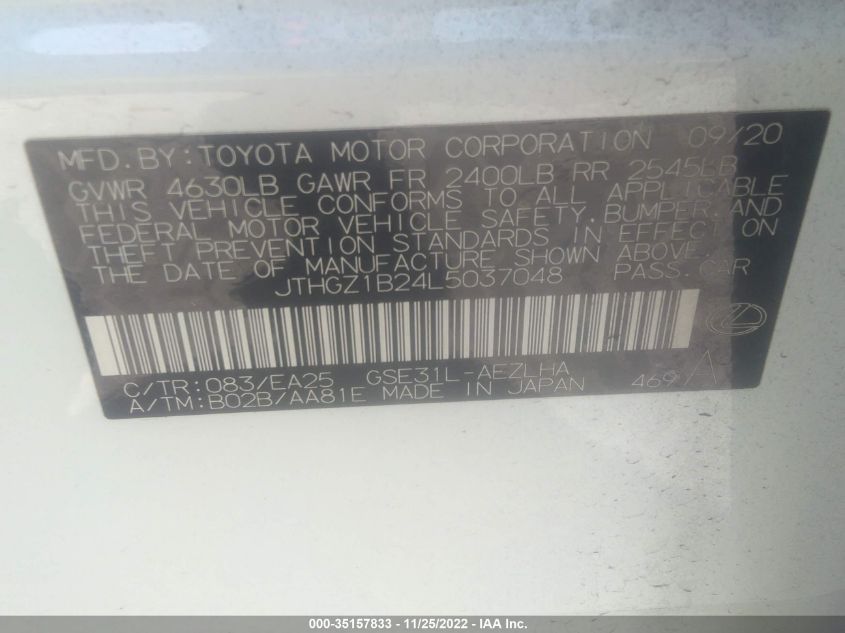 MFD. BY: TOYOTA MOTOR CORPORATION 09/20
GVWR 4630LB GAWR FR 2400LB RR 2545LB
THIS VEHICLE CONFORMS TO ALL APPLICABLE
FEDERAL MOTOR VEHICLE SAFETY, BUMPER, AND
THEFT PREVENTION STANDARDS IN EFFECT ON
THE DATE OF MANUFACTURE SHOWN ABOVE.
JTHGZ1B24L5037048 PASS. CAR
C/TR: 083/EA25 GSE31L-AEZLHA
A/TM: B02B/AA81E MADE IN JAPAN 469 A
000-35157833 - 11/25/2022 - IAA Inc.